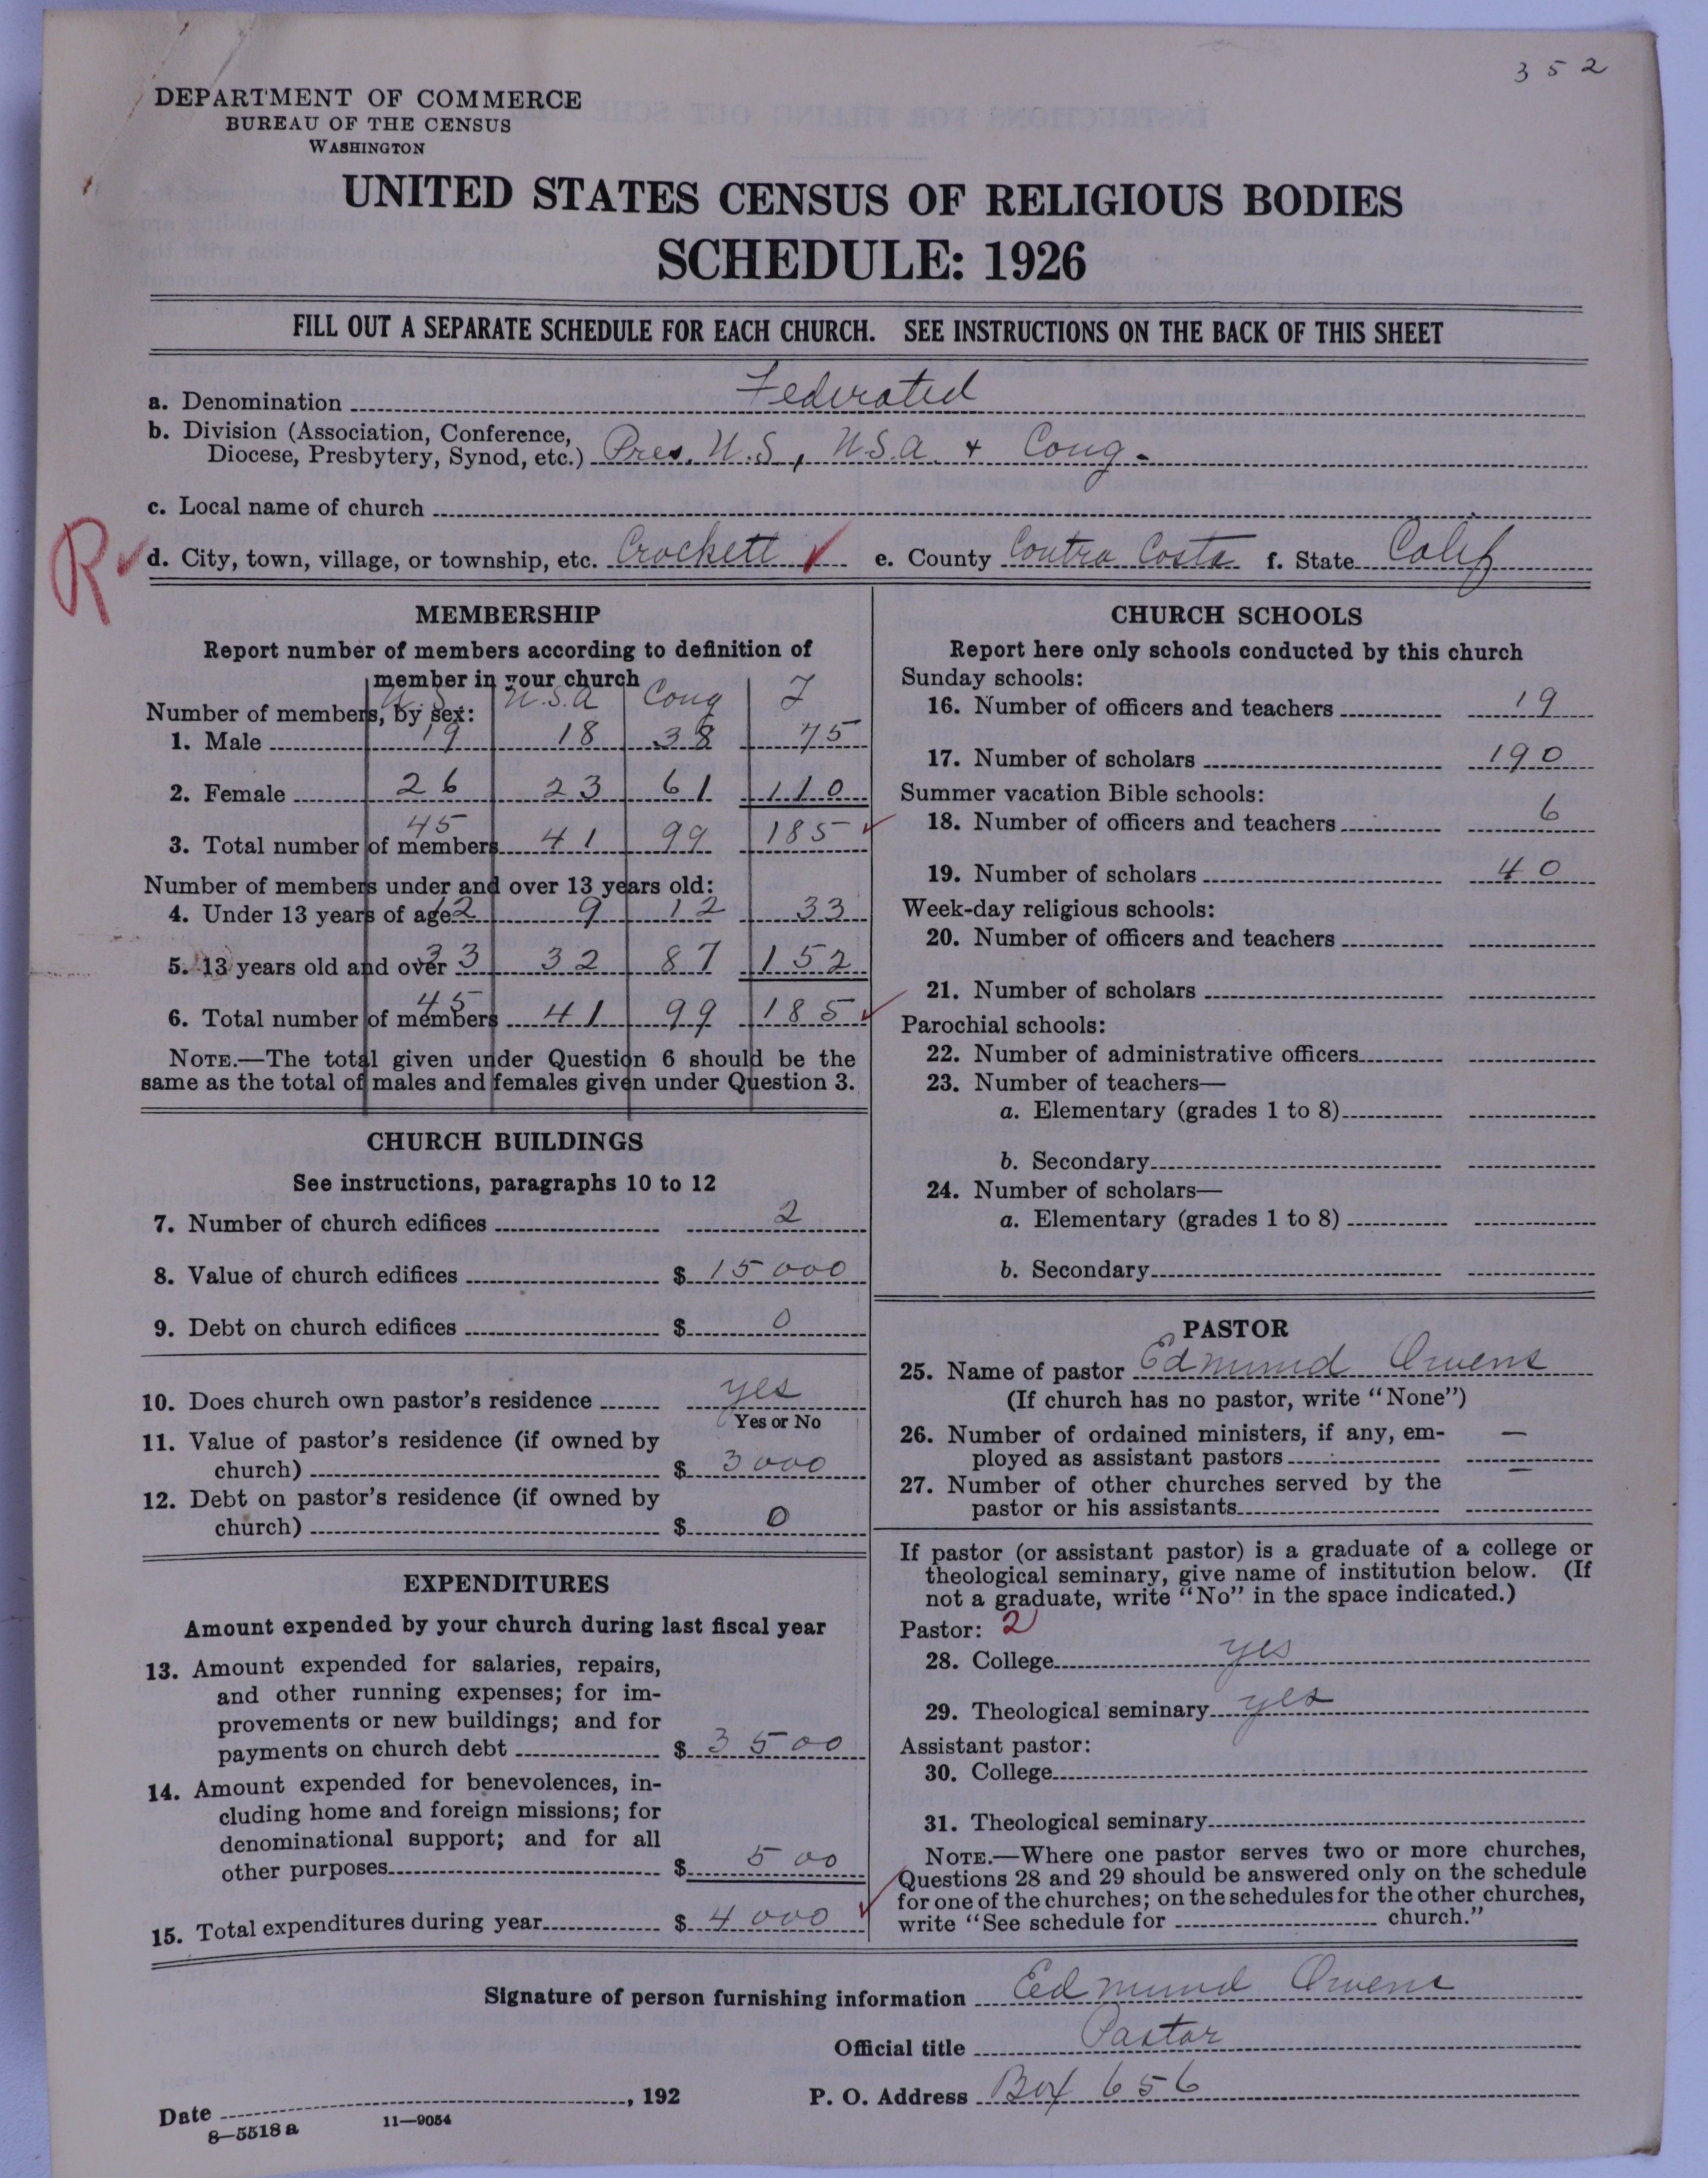 352
DEPARTMENT OF COMMERCE
BUREAU OF THE CENSUS
WASHINGTON
UNITED STATES CENSUS OF RELIGIOUS BODIES
SCHEDULE: 1926
FILL OUT A SEPARATE SCHEDULE FOR EACH CHURCH. SEE INSTRUCTIONS ON THE BACK OF THIS SHEET
a. Denomination Federated
b. Division (Association, Conference,
Diocese, Presbytery, Synod, etc.) Pres. U.S., U.S.A. + Cong.
c. Local name of church
R
d. City, town, village, or township, etc. Crockett e. County Contra Costa f. State Calif
MEMBERSHIP
Report number of members according to definition of
member in your church
U.S. U.S.A Cong T
Number of members, by sex:
1. Male 19 18 38 75
2. Female 26 23 61 110
3. Total number of members 45 41 99 185
Number of members under and over 13 years old:
4. Under 13 years of age 12 9 12 33
5. 13 years old and over 33 32 87 152
6. Total number of members 45 41 99 185
NOTE.—The total given under Question 6 should be the
same as the total of males and females given under Question 3.
CHURCH BUILDINGS
See instructions, paragraphs 10 to 12
7. Number of church edifices 2
8. Value of church edifices $ 15000
9. Debt on church edifices $ 0
10. Does church own pastor's residence yes
Yes or No
11. Value of pastor's residence (if owned by
church) $ 3000
12. Debt on pastor's residence (if owned by
church) $ 0
EXPENDITURES
Amount expended by your church during last fiscal year
13. Amount expended for salaries, repairs,
and other running expenses; for im-
provements or new buildings; and for
payments on church debt $ 3500
14. Amount expended for benevolences, in-
cluding home and foreign missions; for
denominational support; and for all
other purposes $ 500
15. Total expenditures during year $ 4000
CHURCH SCHOOLS
Report here only schools conducted by this church
Sunday schools:
16. Number of officers and teachers 19
17. Number of scholars 190
Summer vacation Bible schools:
18. Number of officers and teachers 6
19. Number of scholars 40
Week-day religious schools:
20. Number of officers and teachers
21. Number of scholars
Parochial schools:
22. Number of administrative officers
23. Number of teachers—
a. Elementary (grades 1 to 8)
b. Secondary
24. Number of scholars—
a. Elementary (grades 1 to 8)
b. Secondary
PASTOR
25. Name of pastor Edmund Owens
(If church has no pastor, write "None")
26. Number of ordained ministers, if any, em-
ployed as assistant pastors —
27. Number of other churches served by the
pastor or his assistants —
If pastor (or assistant pastor) is a graduate of a college or
theological seminary, give name of institution below. (If
not a graduate, write "No" in the space indicated.)
Pastor: 2
28. College yes
29. Theological seminary yes
Assistant pastor:
30. College
31. Theological seminary
NOTE.—Where one pastor serves two or more churches,
Questions 28 and 29 should be answered only on the schedule
for one of the churches; on the schedules for the other churches,
write "See schedule for church."
Signature of person furnishing information Edmund Owens
Official title Pastor
Date , 192 P. O. Address Box 656
8—5518 a 11—9054